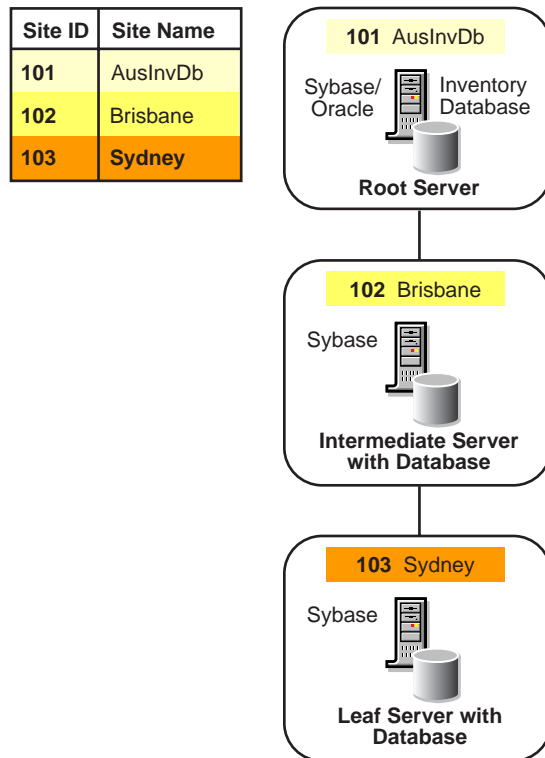 Site ID Site Name
101 AusInvDb
102 Brisbane
103 Sydney
101 AusInvDb
Sybase/
Oracle
Inventory
Database
Root Server
102 Brisbane
Sybase
Intermediate Server
with Database
103 Sydney
Sybase
Leaf Server with
Database